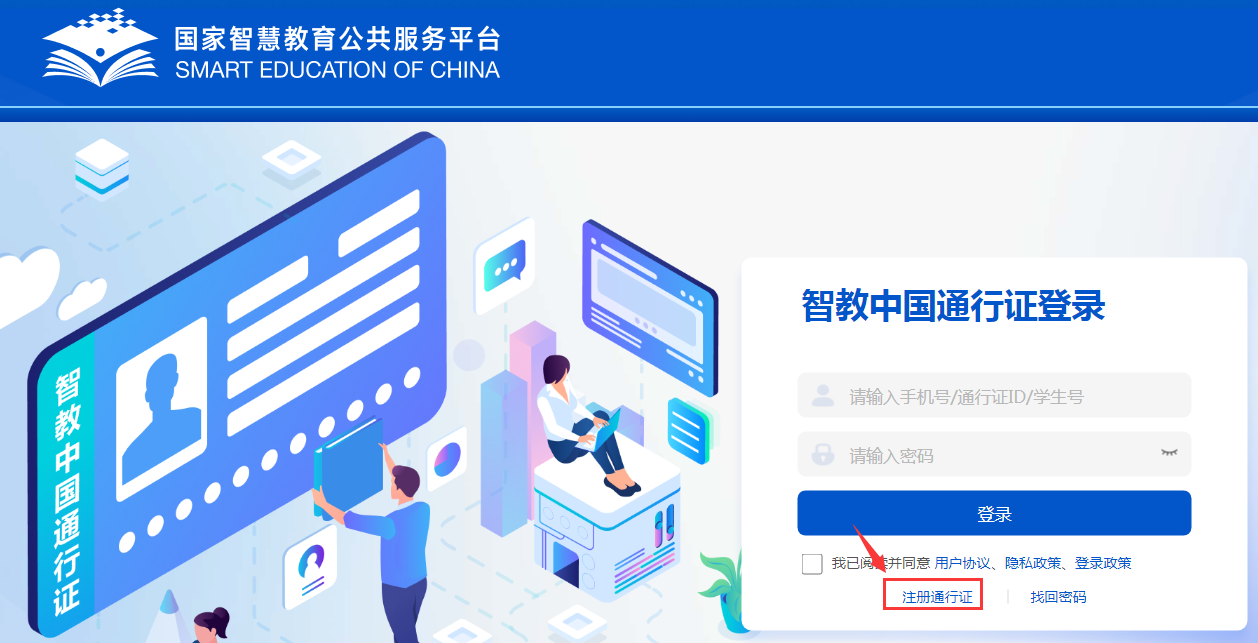 国家智慧教育公共服务平台
SMART EDUCATION OF CHINA
智教中国通行证
智教中国通行证登录
请输入手机号/通行证ID/学生号
请输入密码
登录
我已阅读并同意 用户协议、隐私政策、登录政策
注册通行证 | 找回密码